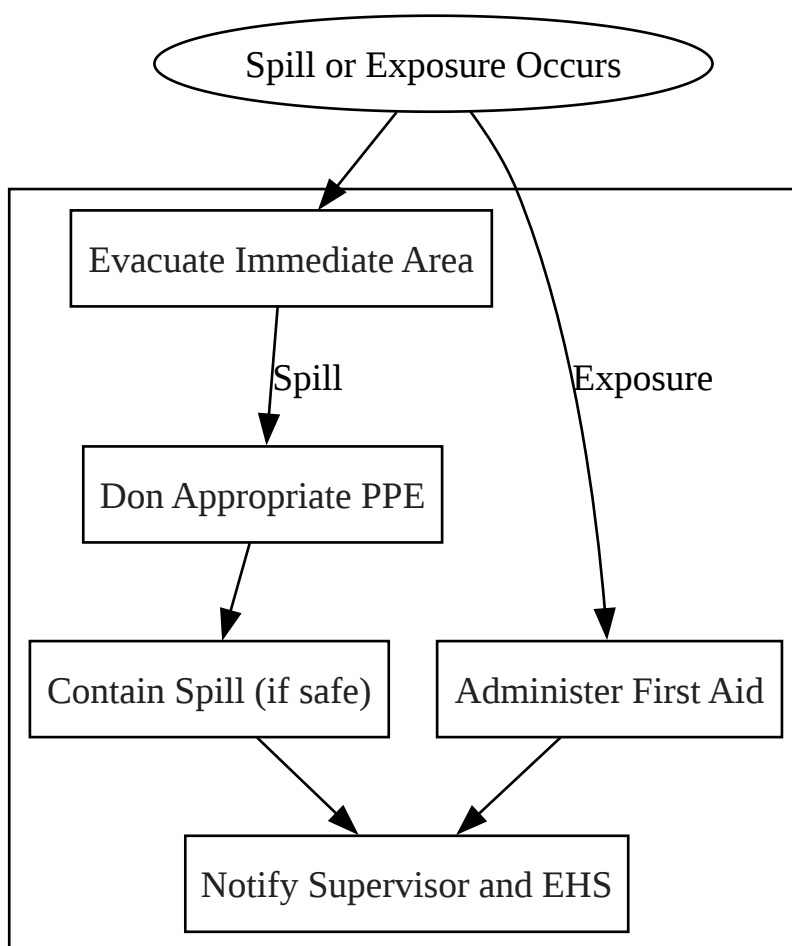 Spill or Exposure Occurs
Evacuate Immediate Area
Spill
Exposure
Don Appropriate PPE
Contain Spill (if safe)
Administer First Aid
Notify Supervisor and EHS